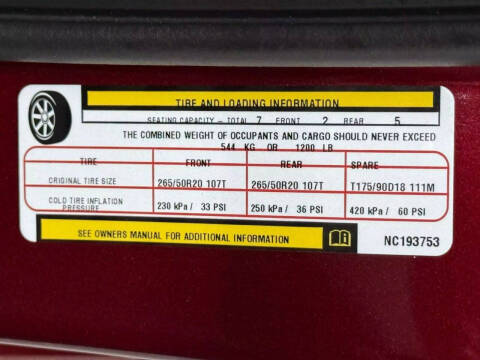 TIRE AND LOADING INFORMATION
SEATING CAPACITY - TOTAL 7 FRONT 2 REAR 5
THE COMBINED WEIGHT OF OCCUPANTS AND CARGO SHOULD NEVER EXCEED
544 KG OR 1200 LB
TIRE FRONT REAR SPARE
ORIGINAL TIRE SIZE 265/50R20 107T 265/50R20 107T T175/90D18 111M
COLD TIRE INFLATION
PRESSURE 230 kPa / 33 PSI 250 kPa / 36 PSI 420 kPa / 60 PSI
SEE OWNERS MANUAL FOR ADDITIONAL INFORMATION NC193753